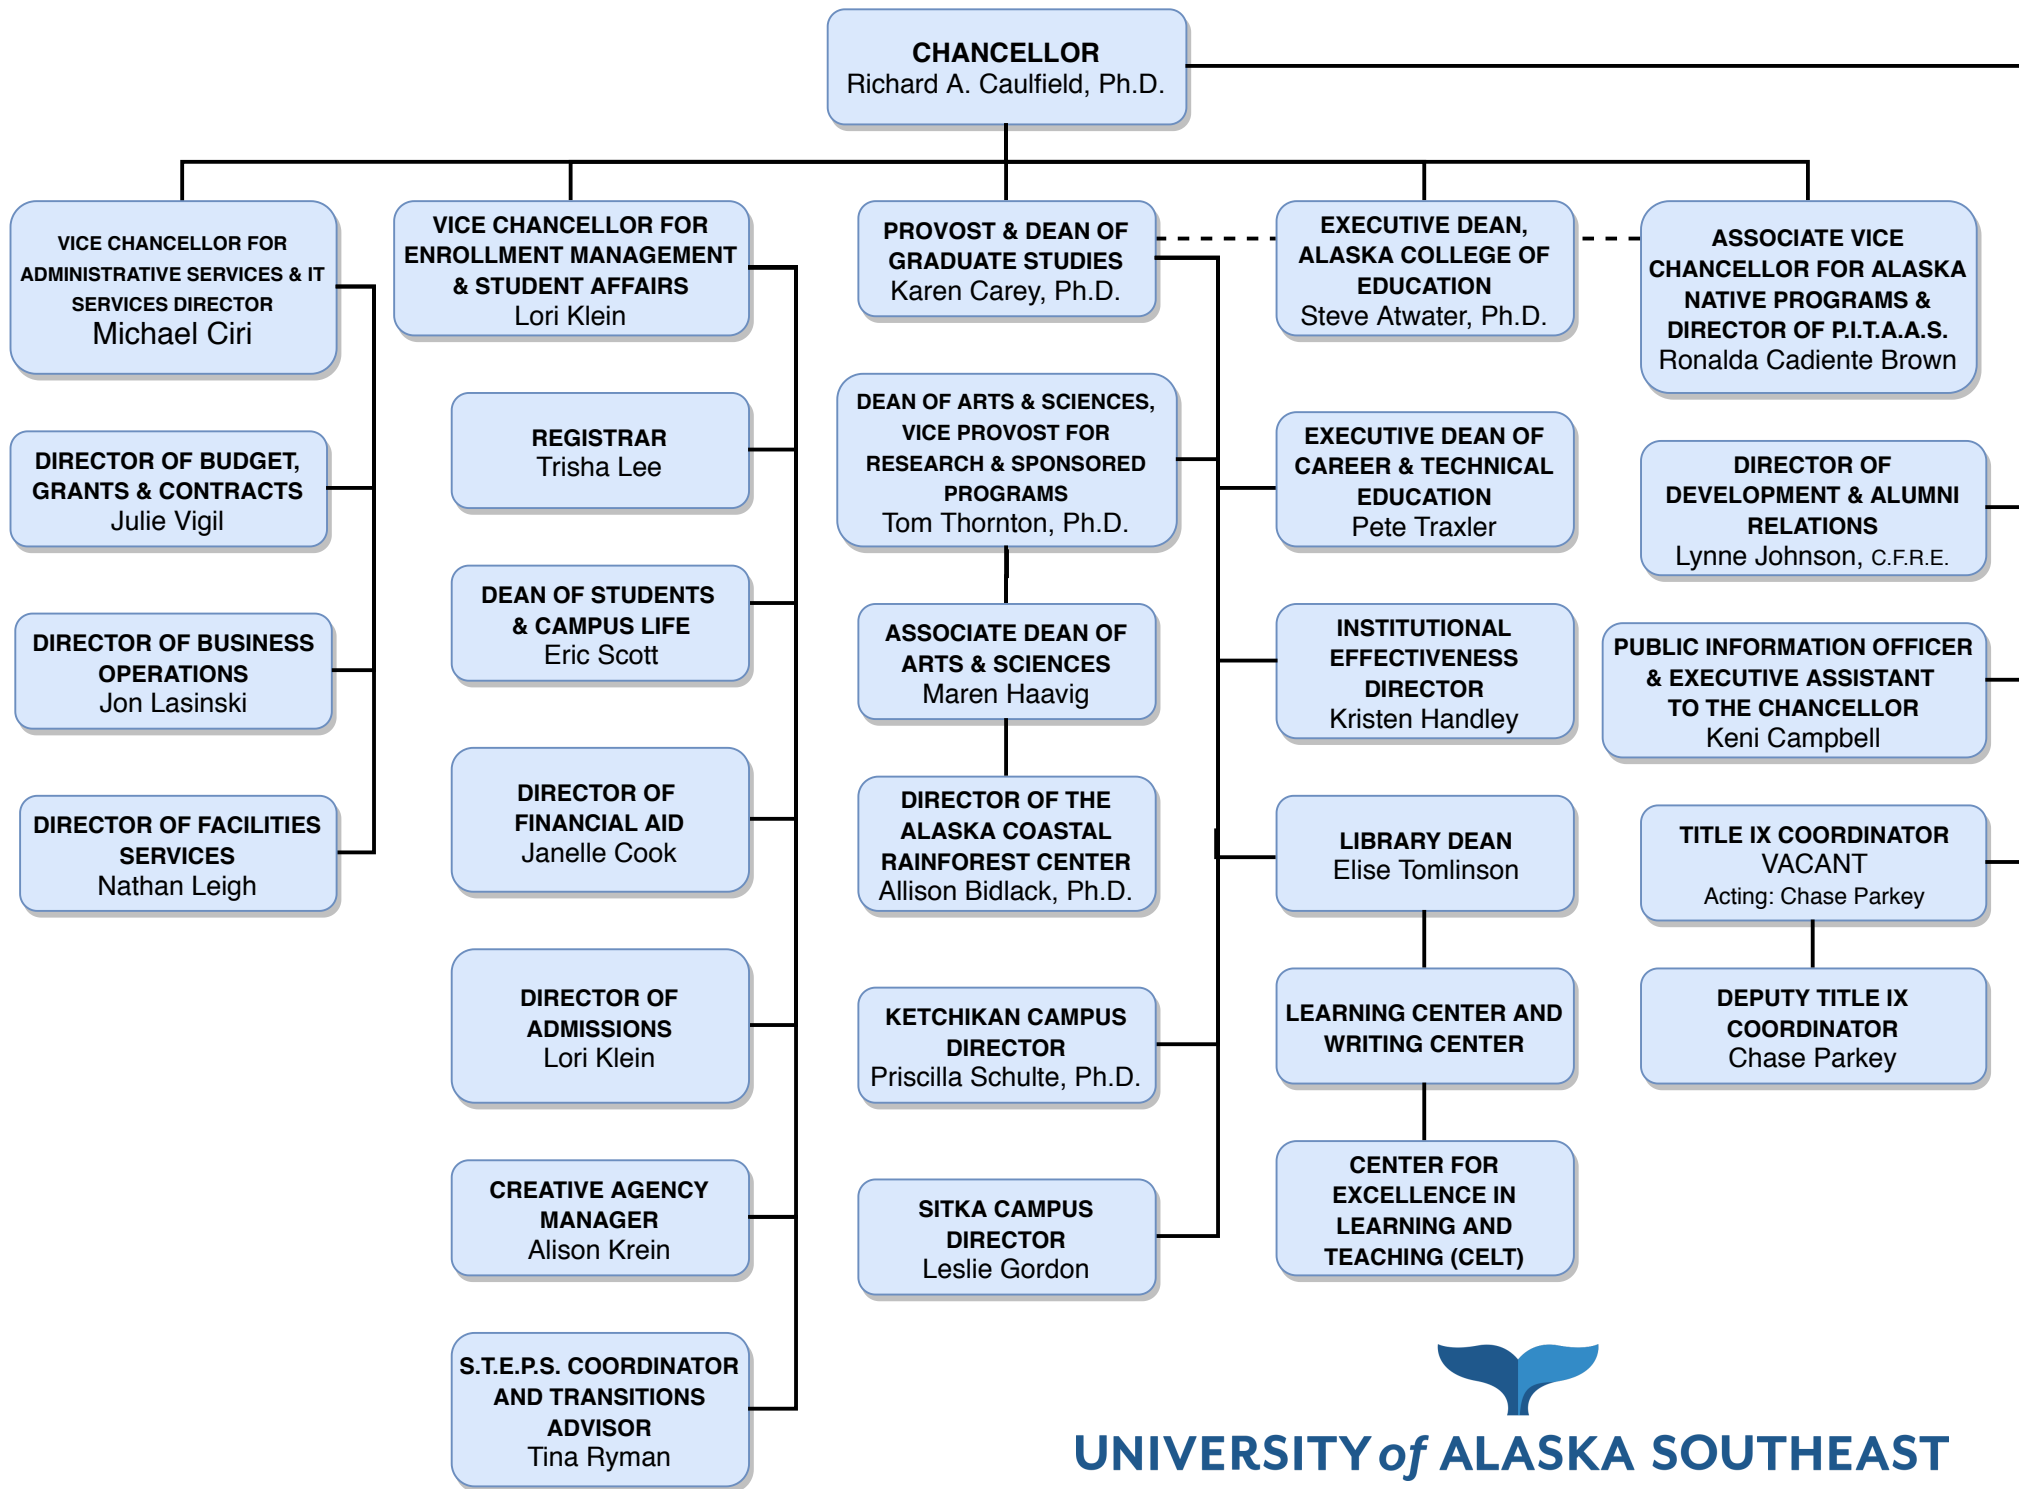 CHANCELLOR
Richard A. Caulfield, Ph.D.
VICE CHANCELLOR FOR
ADMINISTRATIVE SERVICES & IT
SERVICES DIRECTOR
Michael Ciri
DIRECTOR OF BUDGET,
GRANTS & CONTRACTS
Julie Vigil
DIRECTOR OF BUSINESS
OPERATIONS
Jon Lasinski
DIRECTOR OF FACILITIES
SERVICES
Nathan Leigh
VICE CHANCELLOR FOR
ENROLLMENT MANAGEMENT
& STUDENT AFFAIRS
Lori Klein
REGISTRAR
Trisha Lee
DEAN OF STUDENTS
& CAMPUS LIFE
Eric Scott
DIRECTOR OF
FINANCIAL AID
Janelle Cook
DIRECTOR OF
ADMISSIONS
Lori Klein
CREATIVE AGENCY
MANAGER
Alison Krein
S.T.E.P.S. COORDINATOR
AND TRANSITIONS
ADVISOR
Tina Ryman
PROVOST & DEAN OF
GRADUATE STUDIES
Karen Carey, Ph.D.
DEAN OF ARTS & SCIENCES,
VICE PROVOST FOR
RESEARCH & SPONSORED
PROGRAMS
Tom Thornton, Ph.D.
ASSOCIATE DEAN OF
ARTS & SCIENCES
Maren Haavig
DIRECTOR OF THE
ALASKA COASTAL
RAINFOREST CENTER
Allison Bidlack, Ph.D.
KETCHIKAN CAMPUS
DIRECTOR
Priscilla Schulte, Ph.D.
SITKA CAMPUS
DIRECTOR
Leslie Gordon
EXECUTIVE DEAN,
ALASKA COLLEGE OF
EDUCATION
Steve Atwater, Ph.D.
EXECUTIVE DEAN OF
CAREER & TECHNICAL
EDUCATION
Pete Traxler
INSTITUTIONAL
EFFECTIVENESS
DIRECTOR
Kristen Handley
LIBRARY DEAN
Elise Tomlinson
LEARNING CENTER AND
WRITING CENTER
CENTER FOR
EXCELLENCE IN
LEARNING AND
TEACHING (CELT)
ASSOCIATE VICE
CHANCELLOR FOR ALASKA
NATIVE PROGRAMS &
DIRECTOR OF P.I.T.A.A.S.
Ronalda Cadiente Brown
DIRECTOR OF
DEVELOPMENT & ALUMNI
RELATIONS
Lynne Johnson, C.F.R.E.
PUBLIC INFORMATION OFFICER
& EXECUTIVE ASSISTANT
TO THE CHANCELLOR
Keni Campbell
TITLE IX COORDINATOR
VACANT
Acting: Chase Parkey
DEPUTY TITLE IX
COORDINATOR
Chase Parkey
UNIVERSITY of ALASKA SOUTHEAST